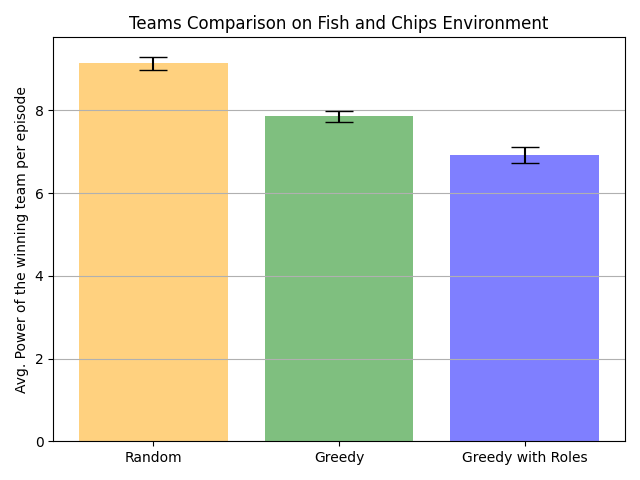 Teams Comparison on Fish and Chips Environment
Avg. Power of the winning team per episode
8
6
4
2
0
Random
Greedy
Greedy with Roles